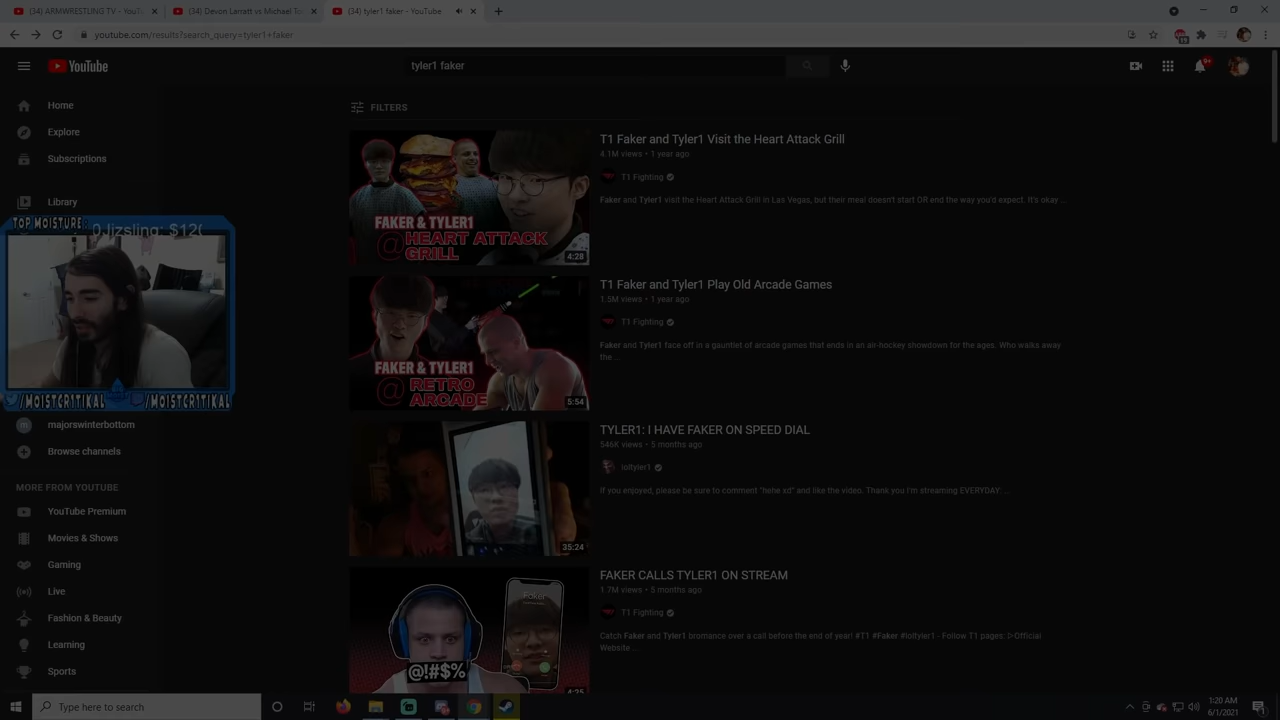 (34) ARMWRESTLING TV - YouT
(34) Devon Larratt vs Michael To
(34) tyler1 faker - YouTube
youtube.com/results?search_query=tyler1+faker
19
YouTube
tyler1 faker
9+
FILTERS
Home
Explore
Subscriptions
Library
TOP MOISTURE:
$120
/MOISTCR1TIKAL
/MOISTCR1TIKAL
majorswinterbottom
Browse channels
MORE FROM YOUTUBE
YouTube Premium
Movies & Shows
Gaming
Live
Fashion & Beauty
Learning
Sports
FAKER & TYLER1
@HEART ATTACK
GRILL
4:28
T1 Faker and Tyler1 Visit the Heart Attack Grill
4.1M views • 1 year ago
T1 Fighting
Faker and Tyler1 visit the Heart Attack Grill in Las Vegas, but their meal doesn't start OR end the way you'd expect. It's okay ...
FAKER & TYLER1
@ RETRO
ARCADE
5:54
T1 Faker and Tyler1 Play Old Arcade Games
1.5M views • 1 year ago
T1 Fighting
Faker and Tyler1 face off in a gauntlet of arcade games that ends in an air-hockey showdown for the ages. Who walks away
the ...
35:24
TYLER1: I HAVE FAKER ON SPEED DIAL
546K views • 5 months ago
loltyler1
If you enjoyed, please be sure to comment "hehe xd" and like the video. Thank you I'm streaming EVERYDAY: ...
Faker
@!#$%
4:25
FAKER CALLS TYLER1 ON STREAM
1.7M views • 5 months ago
T1 Fighting
Catch Faker and Tyler1 bromance over a call before the end of year! #T1 #Faker #loltyler1 - Follow T1 pages: ▷Official
Website ...
Type here to search
1:20 AM
6/1/2021
1